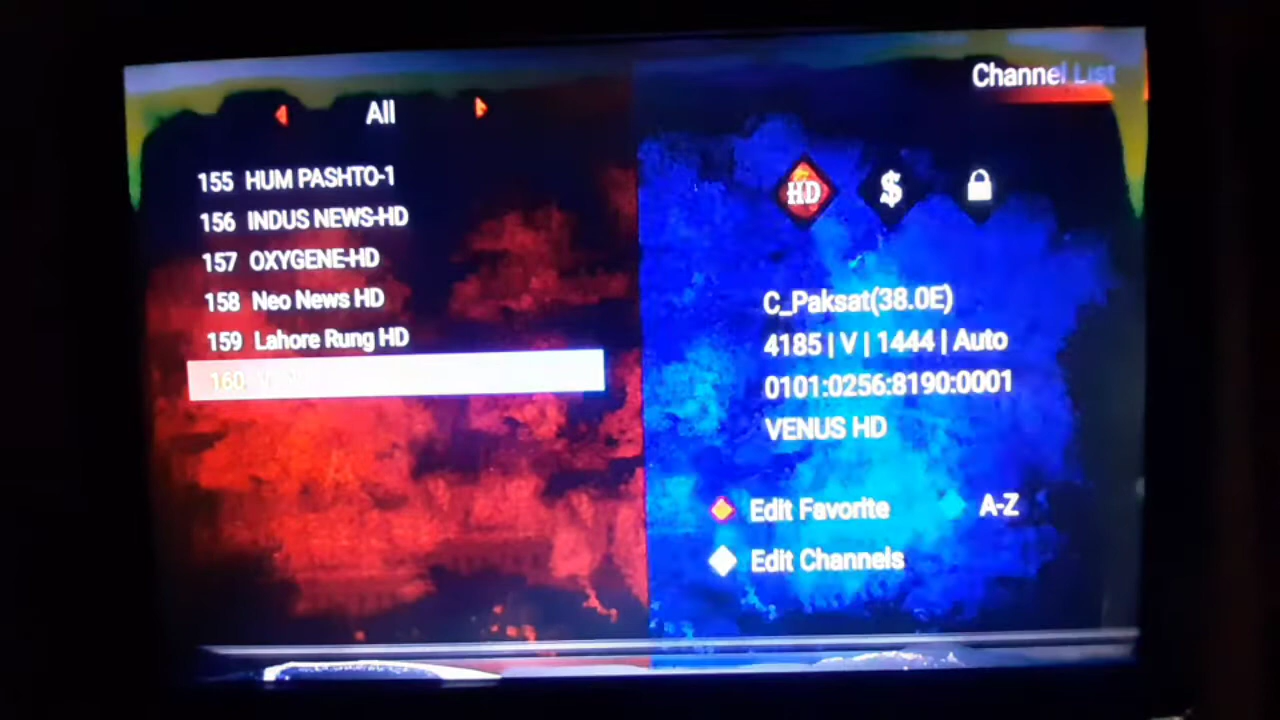 Channel List
All
155 HUM PASHTO-1
156 INDUS NEWS-HD
157 OXYGENE-HD
158 Neo News HD
159 Lahore Rung HD
160
HD
$
C_Paksat(38.0E)
4185 | V | 1444 | Auto
0101:0256:8190:0001
VENUS HD
Edit Favorite
A-Z
Edit Channels